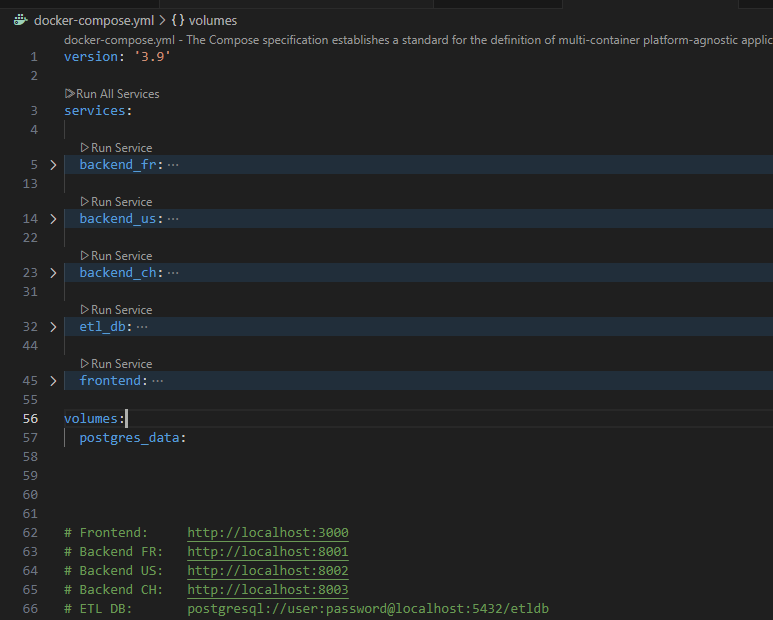 docker-compose.yml > {} volumes
docker-compose.yml - The Compose specification establishes a standard for the definition of multi-container platform-agnostic applic
1 version: '3.9'
2
Run All Services
3 services:
4
Run Service
5 backend_fr: ...
13
Run Service
14 backend_us: ...
22
Run Service
23 backend_ch: ...
31
Run Service
32 etl_db: ...
44
Run Service
45 frontend: ...
55
56 volumes:
57 postgres_data:
58
59
60
61
62 # Frontend: http://localhost:3000
63 # Backend FR: http://localhost:8001
64 # Backend US: http://localhost:8002
65 # Backend CH: http://localhost:8003
66 # ETL DB: postgresql://user:password@localhost:5432/etldb